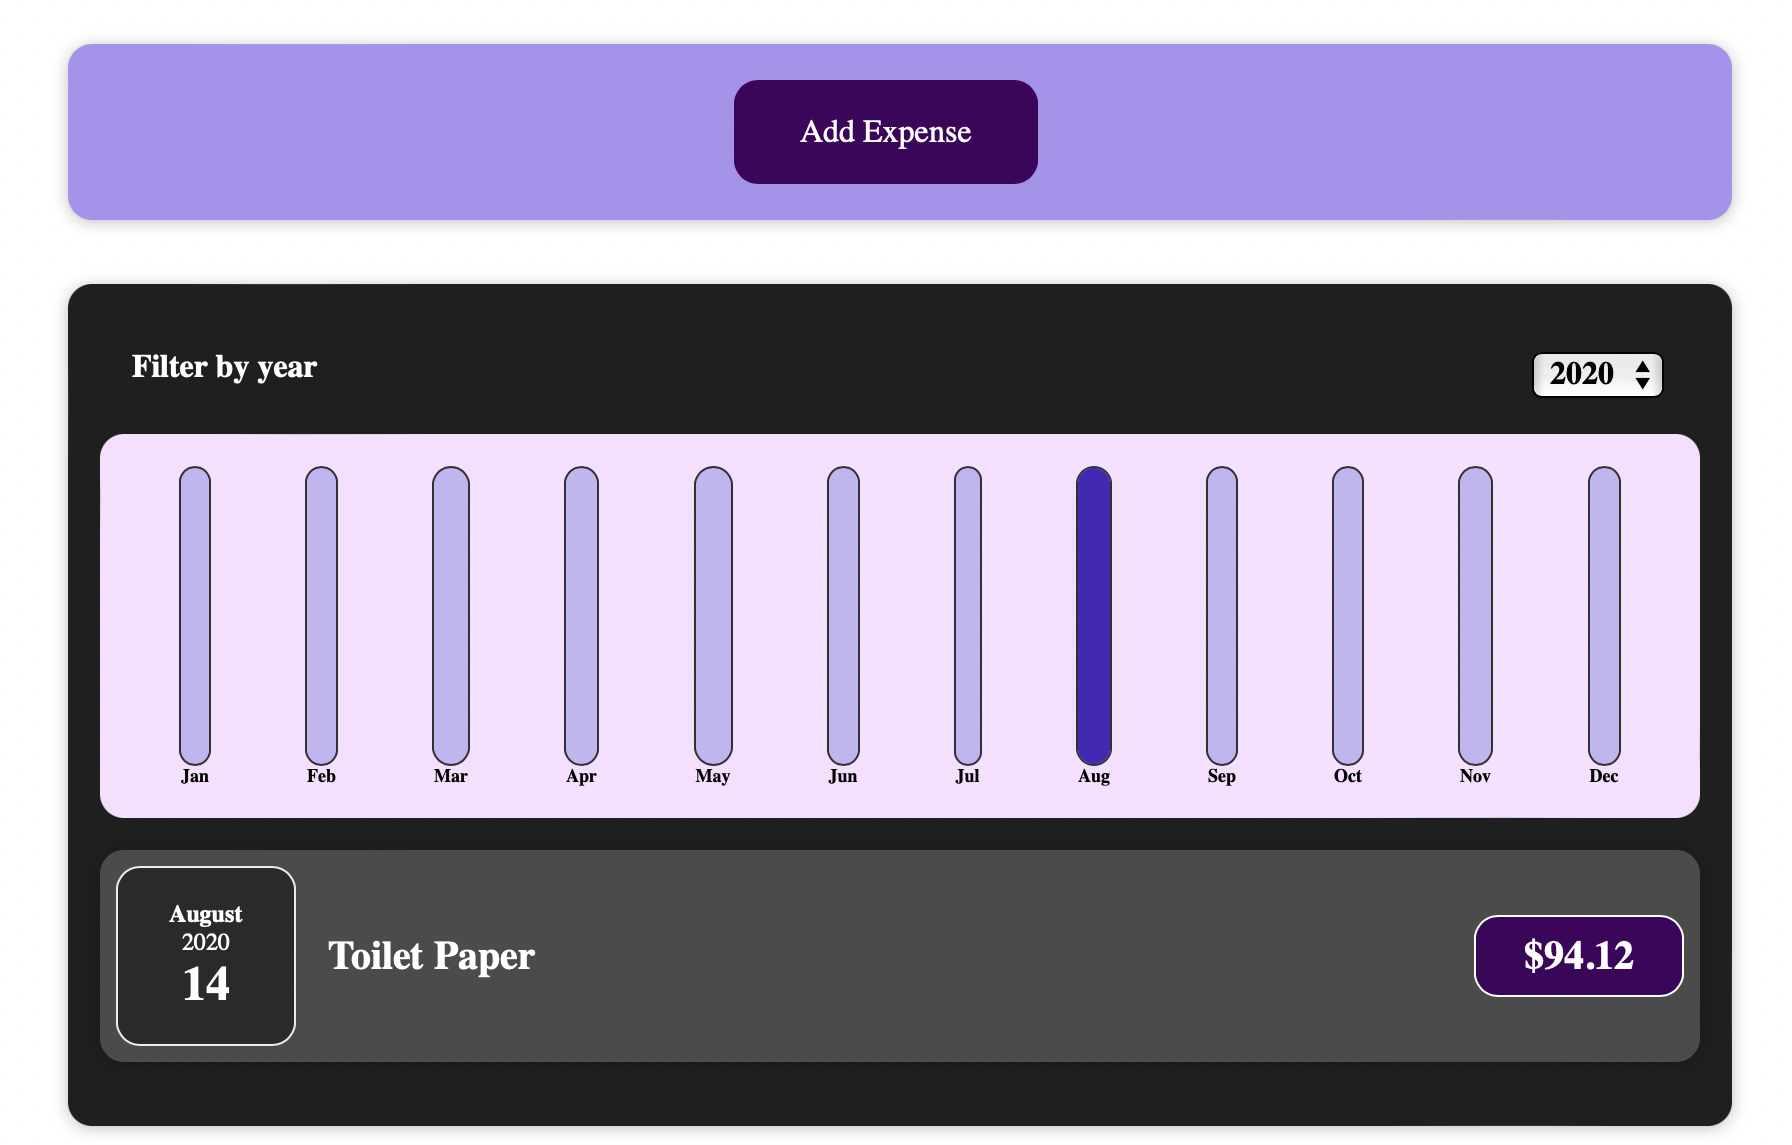 Add Expense
Filter by year
2020
Jan Feb Mar Apr May Jun Jul Aug Sep Oct Nov Dec
August
2020
14
Toilet Paper
$94.12